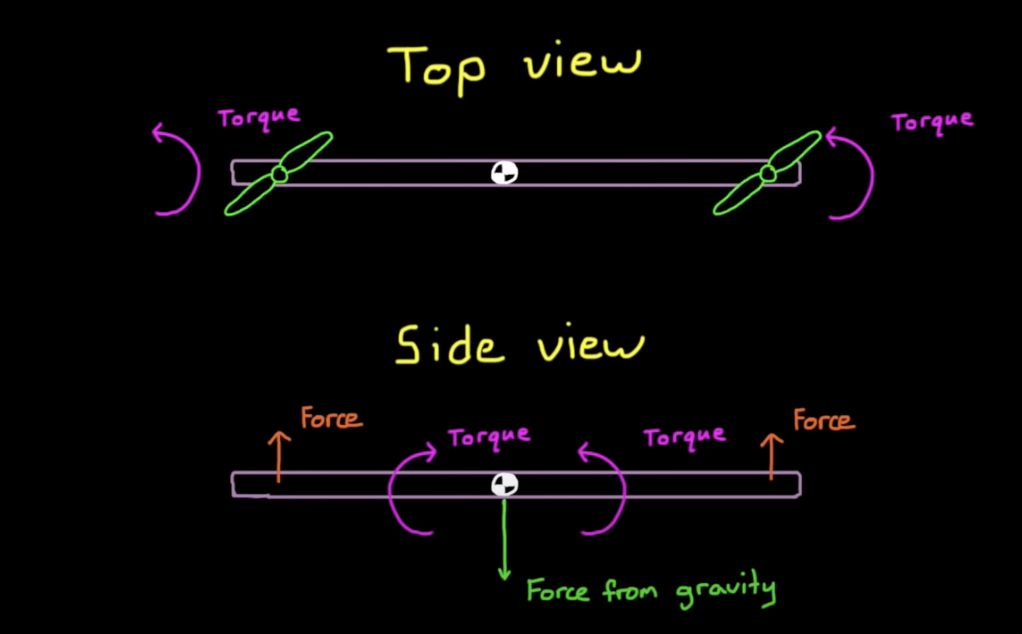 Top view
Torque
Torque
Side view
Force
Force
Torque
Torque
Force from gravity